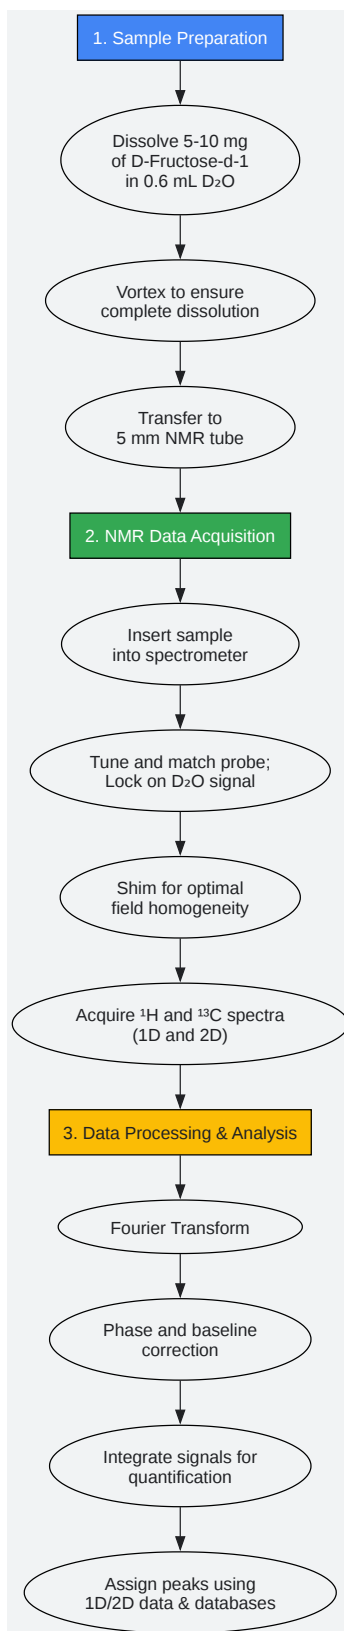 1. Sample Preparation
Dissolve 5-10 mg
of D-Fructose-d-1
in 0.6 mL D₂O
Vortex to ensure
complete dissolution
Transfer to
5 mm NMR tube
2. NMR Data Acquisition
Insert sample
into spectrometer
Tune and match probe;
Lock on D₂O signal
Shim for optimal
field homogeneity
Acquire ¹H and ¹³C spectra
(1D and 2D)
3. Data Processing & Analysis
Fourier Transform
Phase and baseline
correction
Integrate signals for
quantification
Assign peaks using
1D/2D data & databases